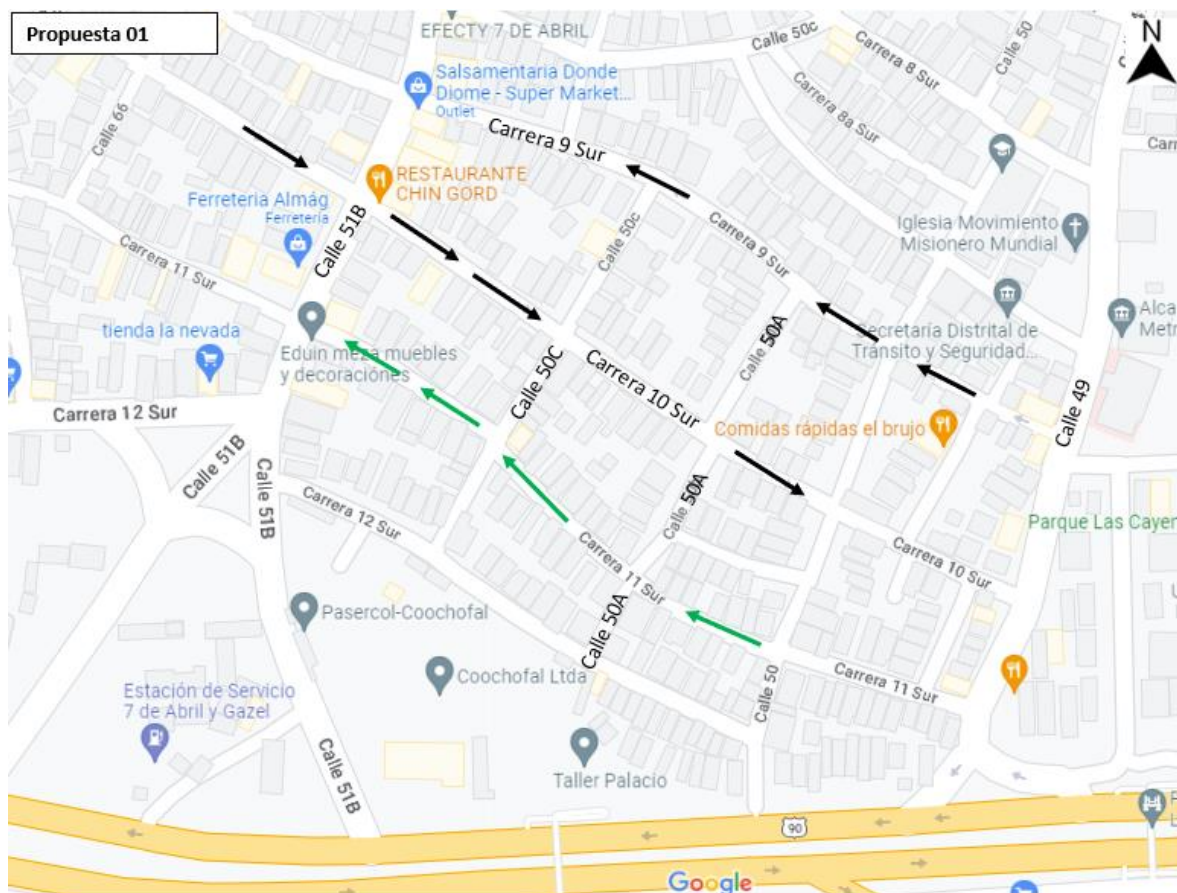 Propuesta 01
N
EFECTY 7 DE ABRIL
Calle 50c
Carrera 8
Calle 50
Salsamentaria Donde
Diome - Super Market...
Outlet
Carrera 8a Sur
Calle 66
Carrera 9 Sur
RESTAURANTE
CHIN GORD
Ferreteria Almág
Ferretería
Calle 51B
Calle 50c
Carrera 9 Sur
Iglesia Movimiento
Misionero Mundial
Carrera 11 Sur
tienda la nevada
Eduin meza muebles
y decoraciónes
Calle 50A
Secretaría Distrital de
Tránsito y Seguridad...
Calle 50C
Carrera 10 Sur
Calle 49
Carrera 12 Sur
Comidas rápidas el brujo
Calle 51B
Calle 51B
Carrera 12 Sur
Calle 50A
Parque Las Cayen
Carrera 10 Sur
Carrera 11 Sur
Pasercol-Coochofal
Calle 50A
Coochofal Ltda
Calle 50
Carrera 11 Sur
Estación de Servicio
7 de Abril y Gazel
Calle 51B
Taller Palacio
90
Google